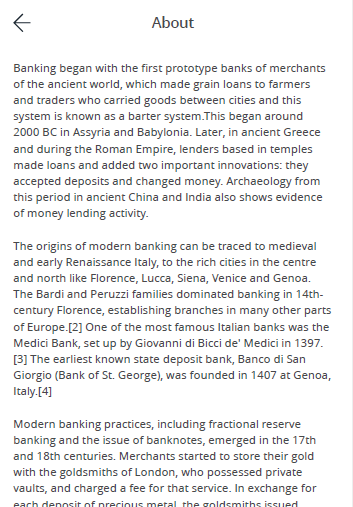 About
Banking began with the first prototype banks of merchants
of the ancient world, which made grain loans to farmers
and traders who carried goods between cities and this
system is known as a barter system.This began around
2000 BC in Assyria and Babylonia. Later, in ancient Greece
and during the Roman Empire, lenders based in temples
made loans and added two important innovations: they
accepted deposits and changed money. Archaeology from
this period in ancient China and India also shows evidence
of money lending activity.
The origins of modern banking can be traced to medieval
and early Renaissance Italy, to the rich cities in the centre
and north like Florence, Lucca, Siena, Venice and Genoa.
The Bardi and Peruzzi families dominated banking in 14th-
century Florence, establishing branches in many other parts
of Europe.[2] One of the most famous Italian banks was the
Medici Bank, set up by Giovanni di Bicci de' Medici in 1397.
[3] The earliest known state deposit bank, Banco di San
Giorgio (Bank of St. George), was founded in 1407 at Genoa,
Italy.[4]
Modern banking practices, including fractional reserve
banking and the issue of banknotes, emerged in the 17th
and 18th centuries. Merchants started to store their gold
with the goldsmiths of London, who possessed private
vaults, and charged a fee for that service. In exchange for
each deposit of precious metal, the goldsmiths issued